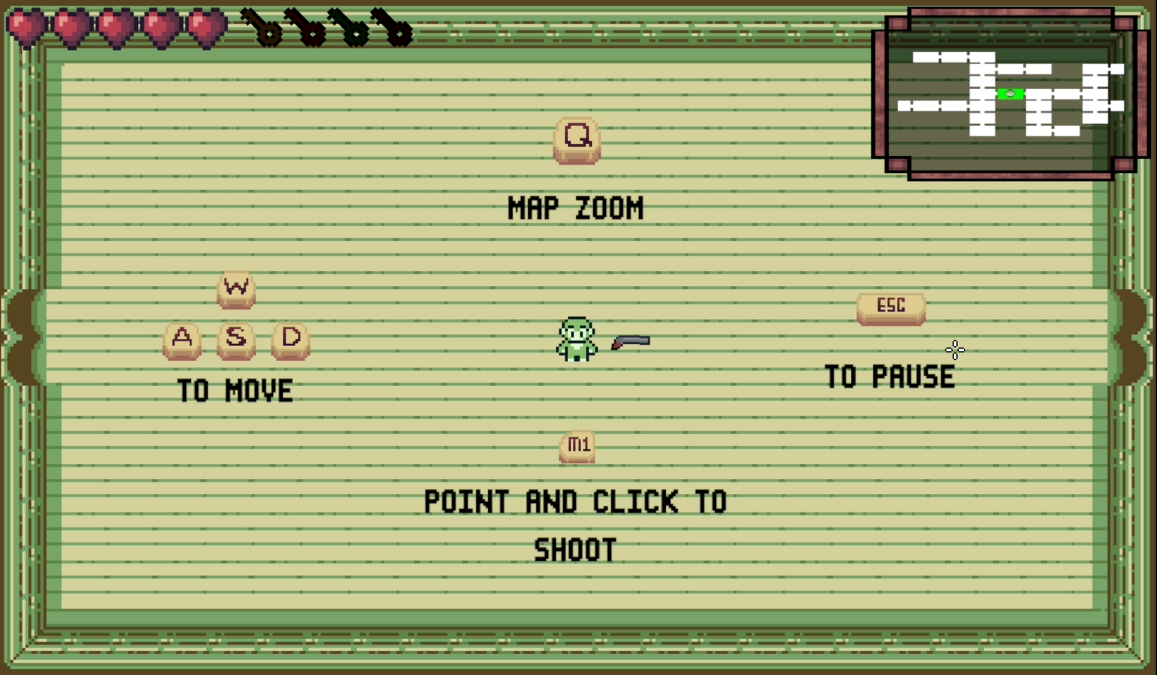 Q
MAP ZOOM
W
A S D
TO MOVE
ESC
TO PAUSE
M1
POINT AND CLICK TO
SHOOT